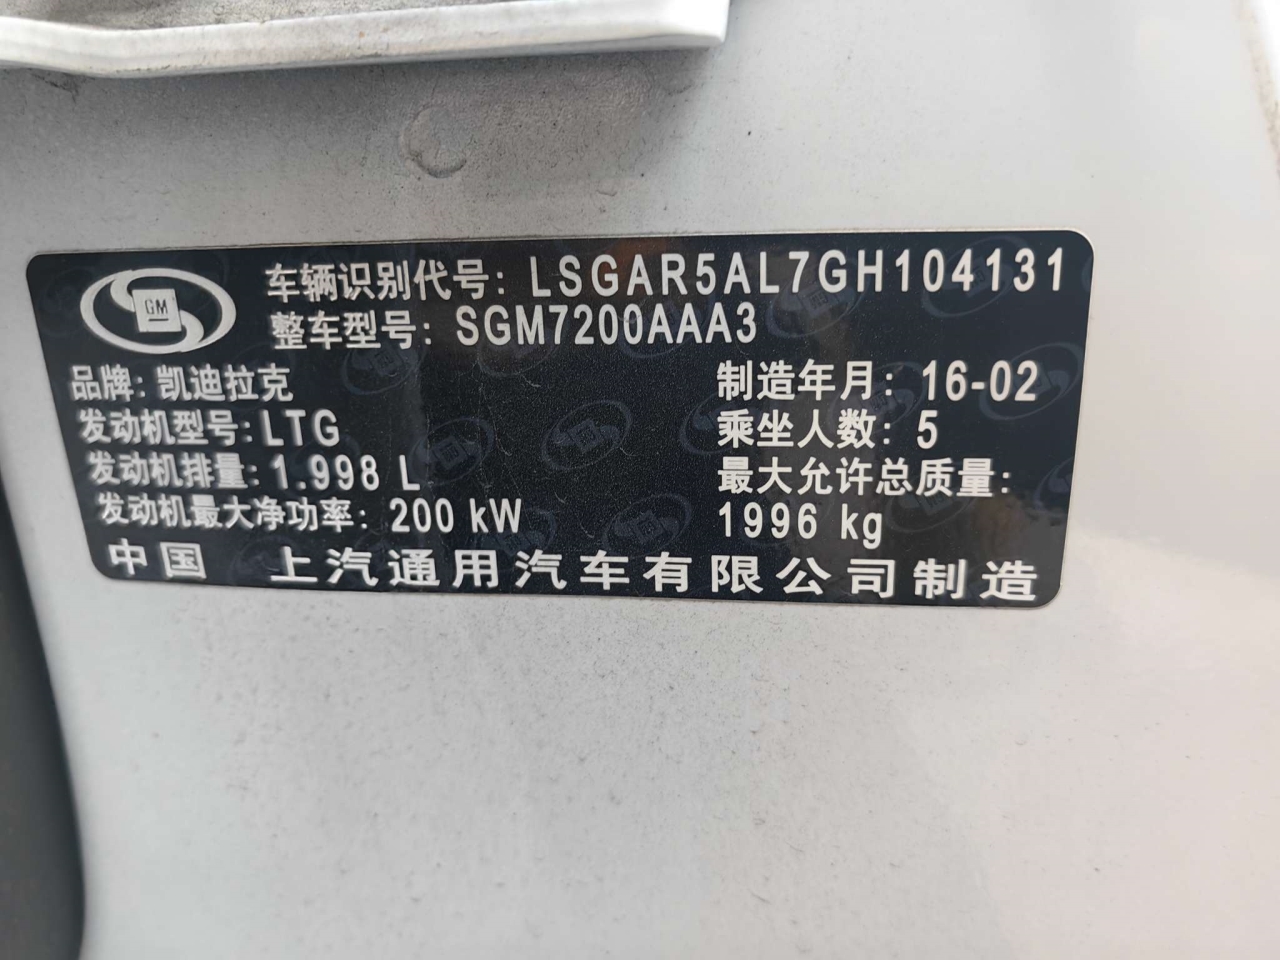 GM
车辆识别代号: LSGAR5AL7GH104131
整车型号: SGM7200AAA3
品牌: 凯迪拉克
制造年月: 16-02
发动机型号: LTG
乘坐人数: 5
发动机排量: 1.998 L
最大允许总质量:
发动机最大净功率: 200 kW
1996 kg
中国 上汽通用汽车有限公司制造